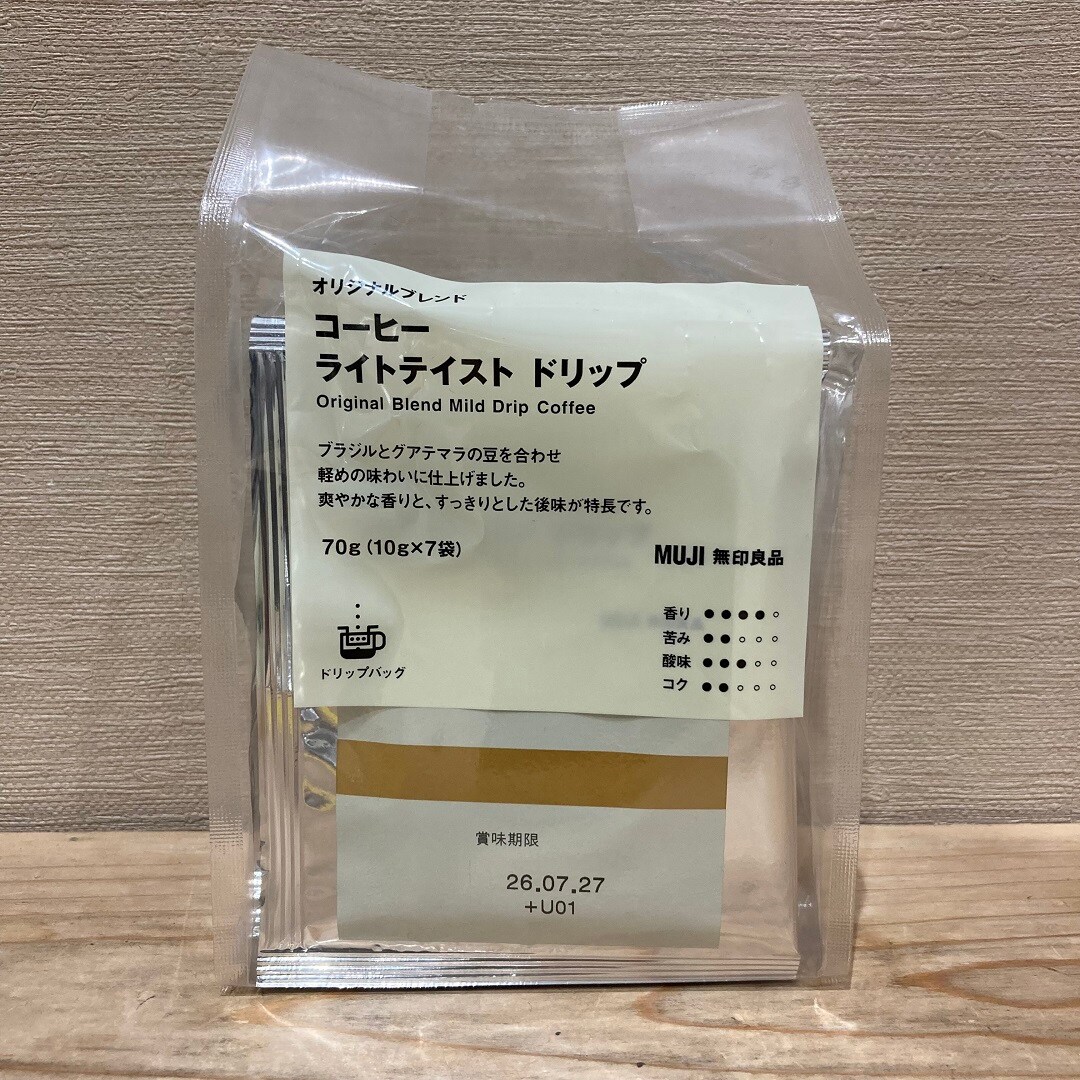 オリジナルブレンド
コーヒー
ライトテイスト ドリップ
Original Blend Mild Drip Coffee
ブラジルとグアテマラの豆を合わせ
軽めの味わいに仕上げました。
爽やかな香りと、すっきりとした後味が特長です。
70g(10g×7袋)
MUJI 無印良品
香り ●●●●○
苦み ●●○○○
酸味 ●●●○○
コク ●●○○○
ドリップバッグ
賞味期限
26.07.27
+U01